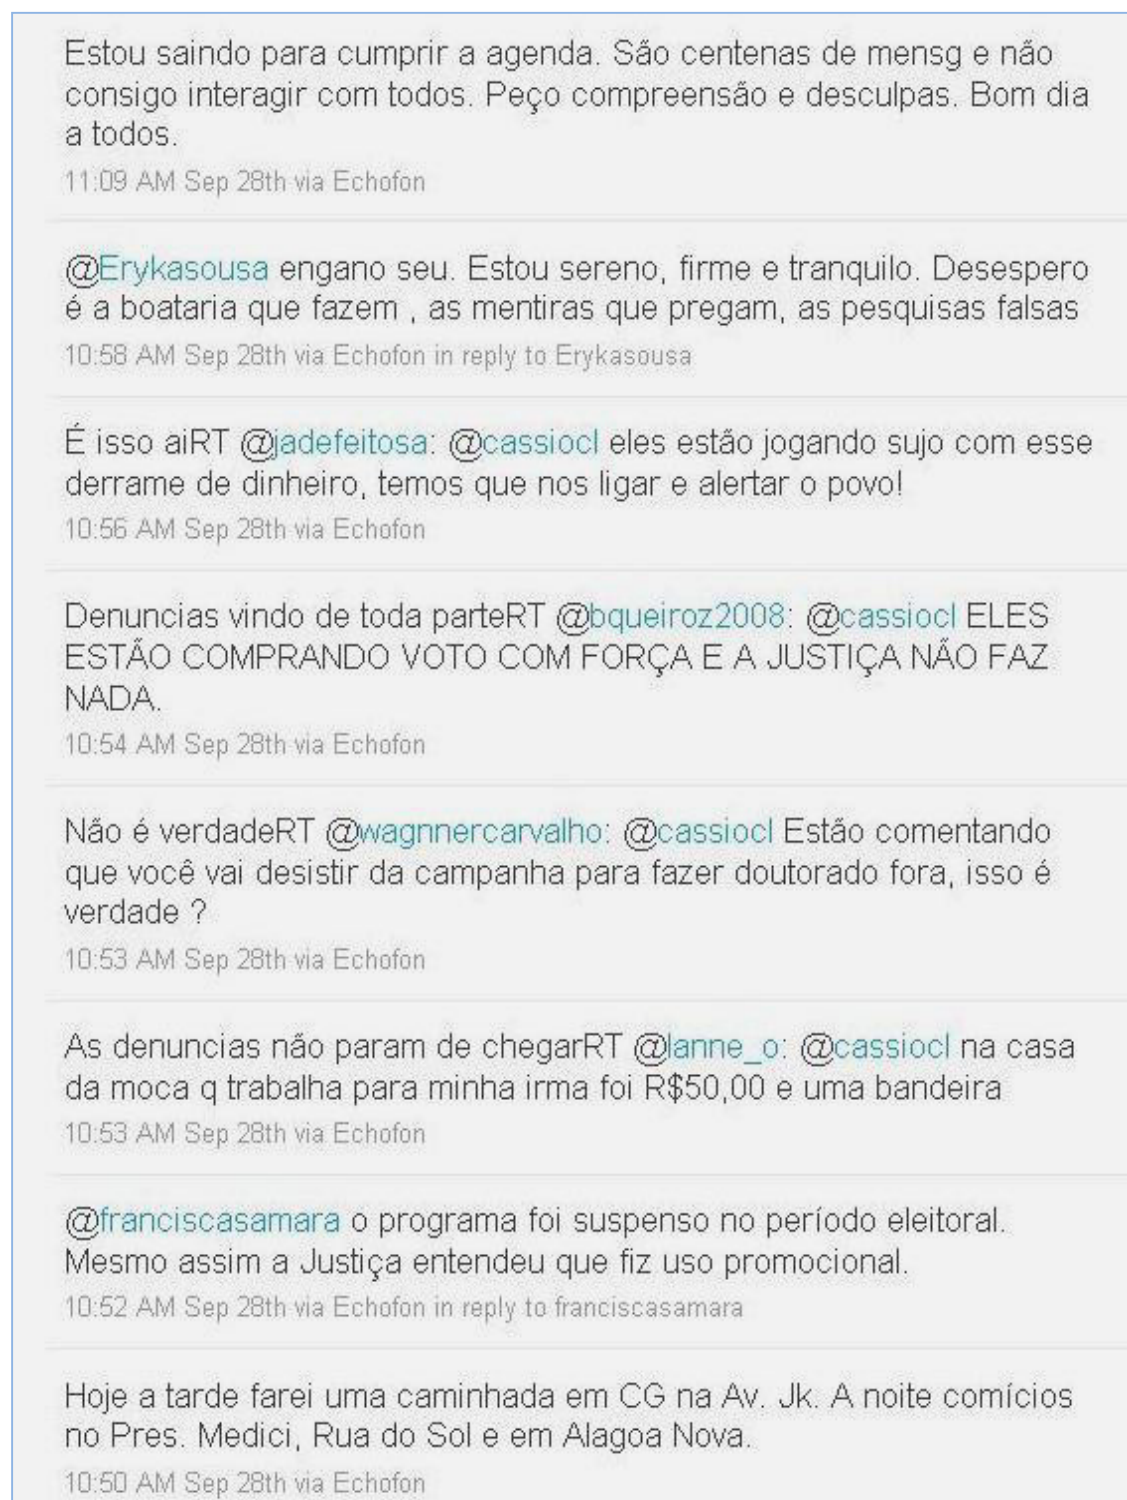 Estou saindo para cumprir a agenda. São centenas de mensg e não
consigo interagir com todos. Peço compreensão e desculpas. Bom dia
a todos.
11:09 AM Sep 28th via Echofon
@Erykasousa engano seu. Estou sereno, firme e tranquilo. Desespero
é a boataria que fazem , as mentiras que pregam, as pesquisas falsas
10:58 AM Sep 28th via Echofon in reply to Erykasousa
É isso aiRT @jadefeitosa: @cassiocl eles estão jogando sujo com esse
derrame de dinheiro, temos que nos ligar e alertar o povo!
10:56 AM Sep 28th via Echofon
Denuncias vindo de toda parteRT @bqueiroz2008: @cassiocl ELES
ESTÃO COMPRANDO VOTO COM FORÇA E A JUSTIÇA NÃO FAZ
NADA.
10:54 AM Sep 28th via Echofon
Não é verdadeRT @wagnnercarvalho: @cassiocl Estão comentando
que você vai desistir da campanha para fazer doutorado fora, isso é
verdade ?
10:53 AM Sep 28th via Echofon
As denuncias não param de chegarRT @lanne_o: @cassiocl na casa
da moca q trabalha para minha irma foi R$50,00 e uma bandeira
10:53 AM Sep 28th via Echofon
@franciscasamara o programa foi suspenso no período eleitoral.
Mesmo assim a Justiça entendeu que fiz uso promocional.
10:52 AM Sep 28th via Echofon in reply to franciscasamara
Hoje a tarde farei uma caminhada em CG na Av. Jk. A noite comícios
no Pres. Medici, Rua do Sol e em Alagoa Nova.
10:50 AM Sep 28th via Echofon